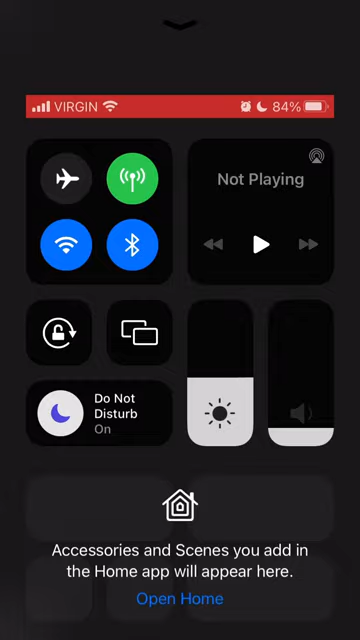 VIRGIN 84%
Not Playing
Do Not
Disturb
On
Accessories and Scenes you add in
the Home app will appear here.
Open Home